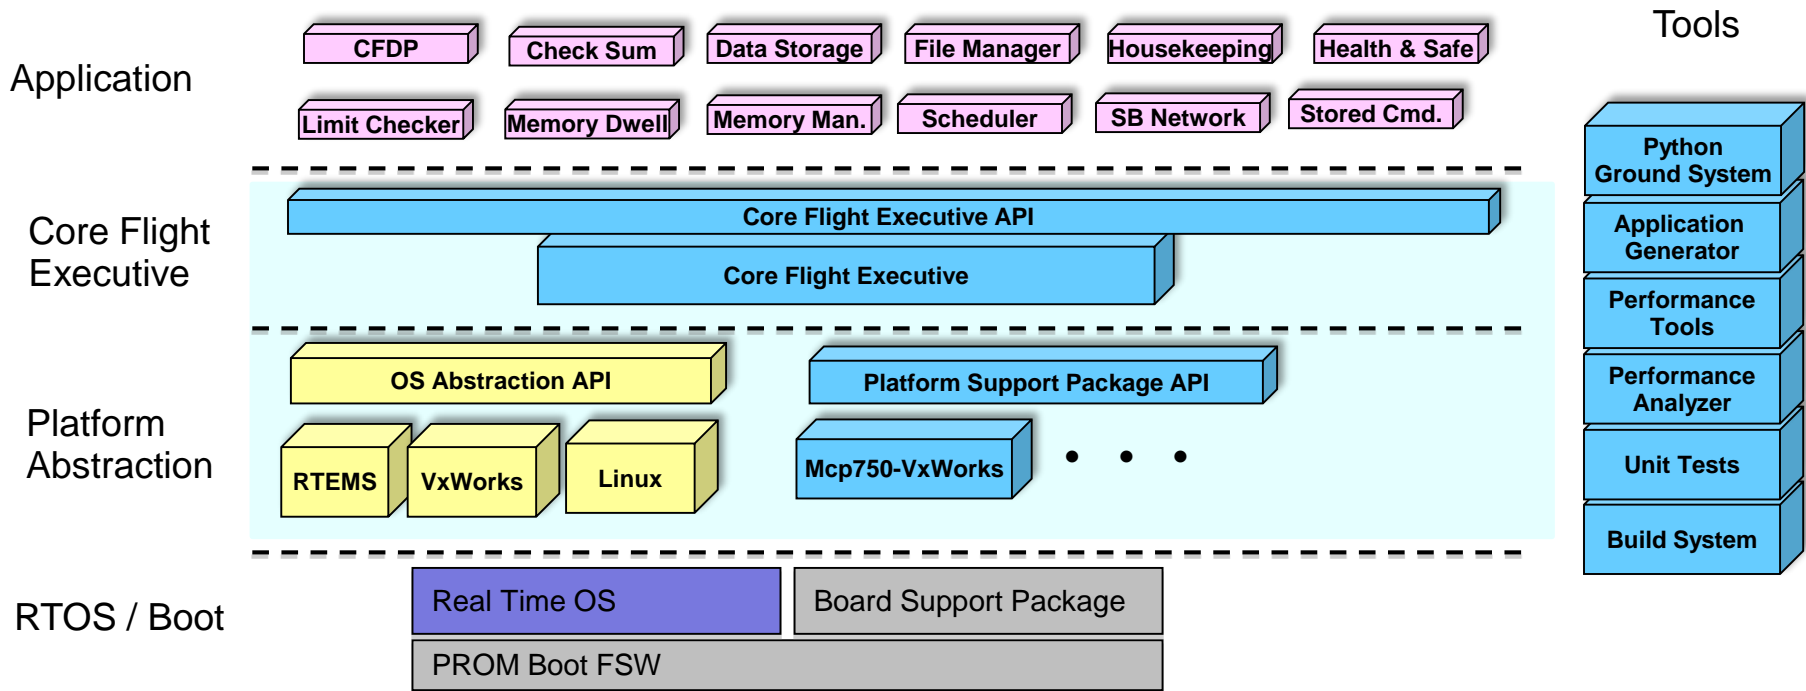 Tools
CFDP
Check Sum
Data Storage
File Manager
Housekeeping
Health & Safe
Application
Limit Checker
Memory Dwell
Memory Man.
Scheduler
SB Network
Stored Cmd.
Core Flight
Executive
Core Flight Executive API
Core Flight Executive
Platform
Abstraction
OS Abstraction API
Platform Support Package API
RTEMS
VxWorks
Linux
Mcp750-VxWorks
• • •
RTOS / Boot
Real Time OS
Board Support Package
PROM Boot FSW
Python
Ground System
Application
Generator
Performance
Tools
Performance
Analyzer
Unit Tests
Build System